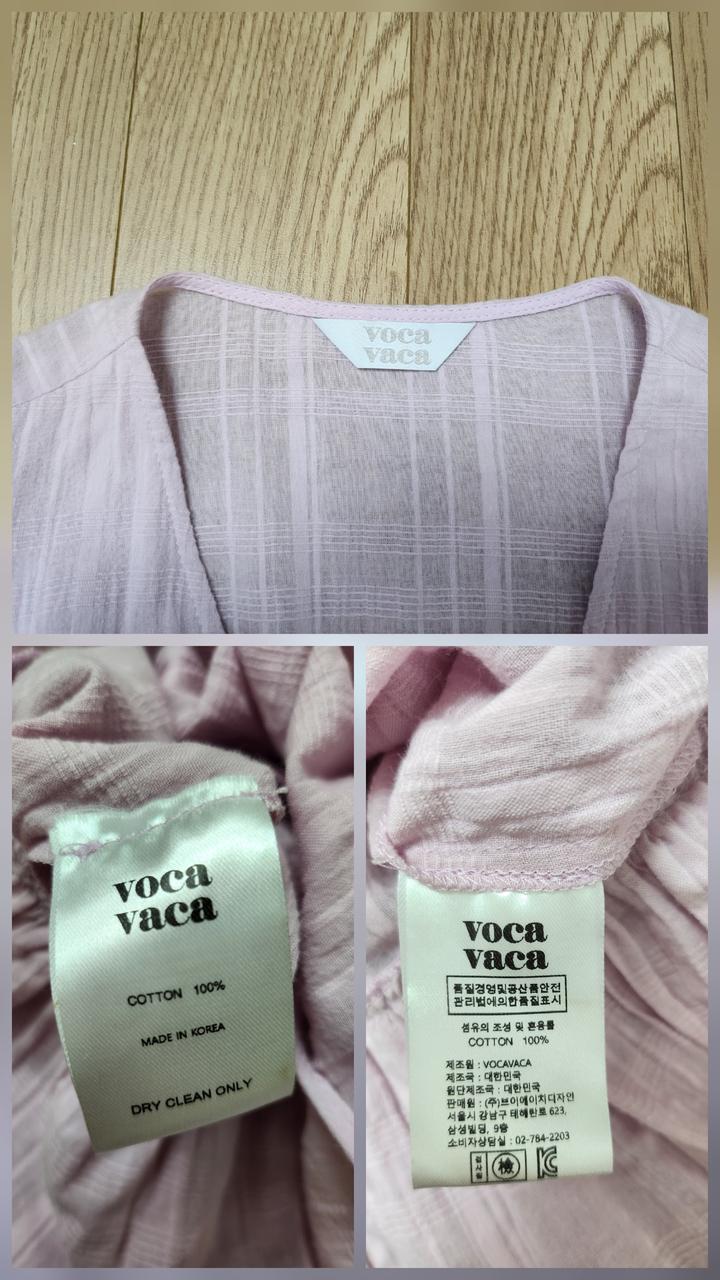 voca
vaca
voca
vaca
COTTON 100%
MADE IN KOREA
DRY CLEAN ONLY
voca
vaca
품질경영및공산품안전
관리법에의한품질표시
섬유의 조성 및 혼용률
COTTON 100%
제조원 : VOCAVACA
제조국 : 대한민국
원단제조국 : 대한민국
판매원 : (주)브이에이치디자인
서울시 강남구 테헤란로 623,
삼성빌딩, 9층
소비자상담실 : 02-784-2203
검사필 檢 KC